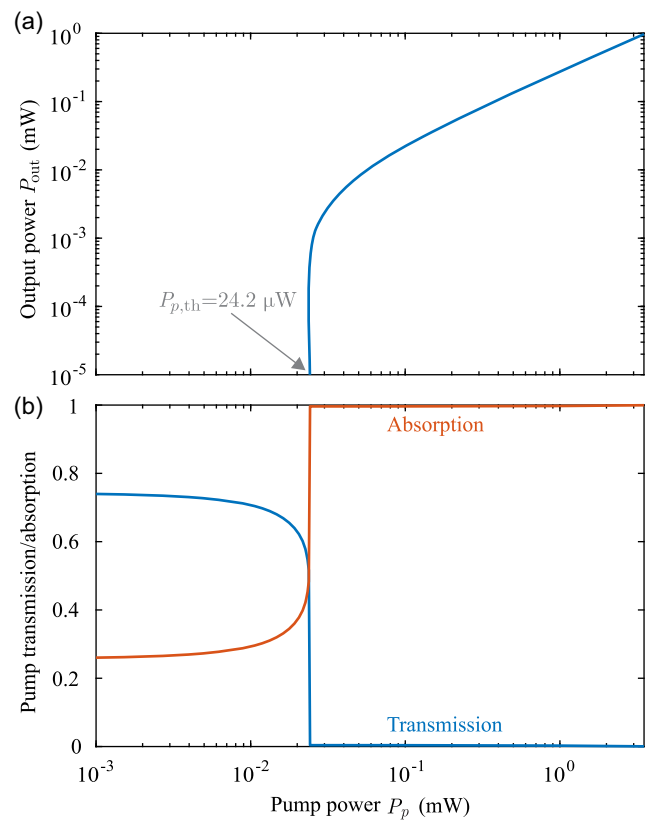 (a)
10^0
10^-1
10^-2
10^-3
10^-4
10^-5
Output power P_out (mW)
P_p,th=24.2 μW
(b)
1
0.8
0.6
0.4
0.2
0
Pump transmission/absorption
Absorption
Transmission
10^-3
10^-2
10^-1
10^0
Pump power P_p (mW)